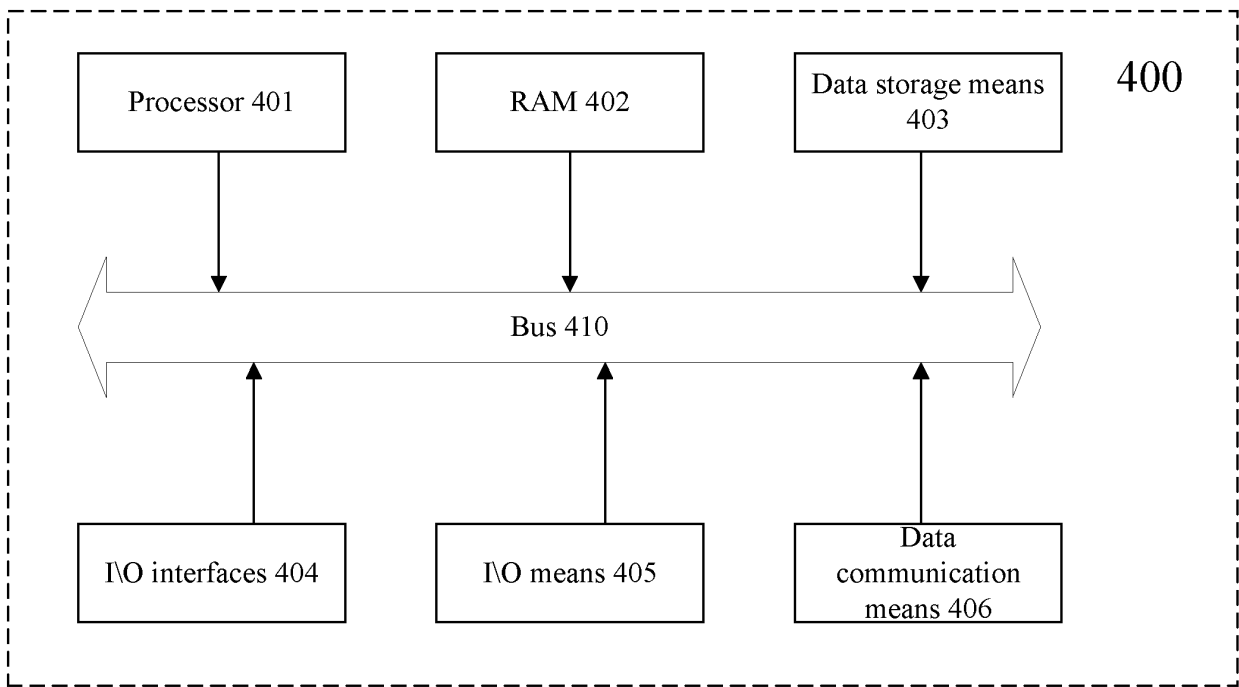 400
Processor 401
RAM 402
Data storage means
403
Bus 410
I\O interfaces 404
I\O means 405
Data
communication
means 406